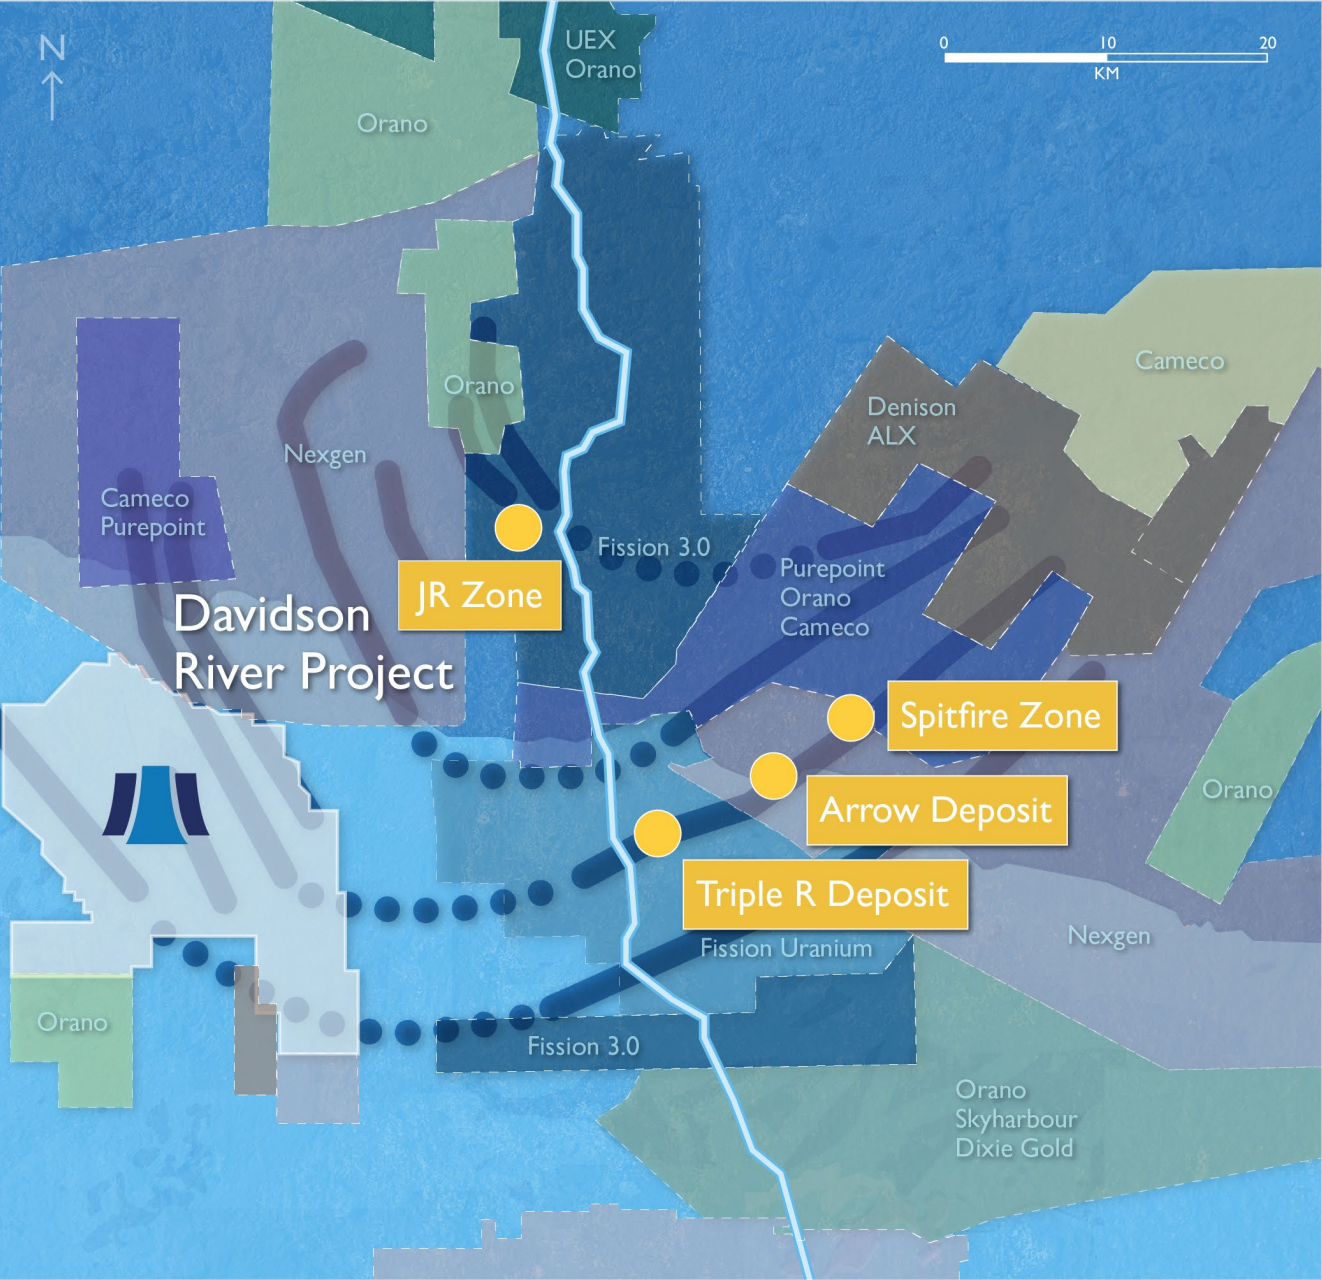 N
UEX
Orano
0 10 20
KM
Orano
Cameco
Orano
Denison
ALX
Nexgen
Cameco
Purepoint
Fission 3.0
Purepoint
Orano
Cameco
JR Zone
Davidson
River Project
Spitfire Zone
Arrow Deposit
Orano
Triple R Deposit
Fission Uranium
Nexgen
Orano
Fission 3.0
Orano
Skyharbour
Dixie Gold